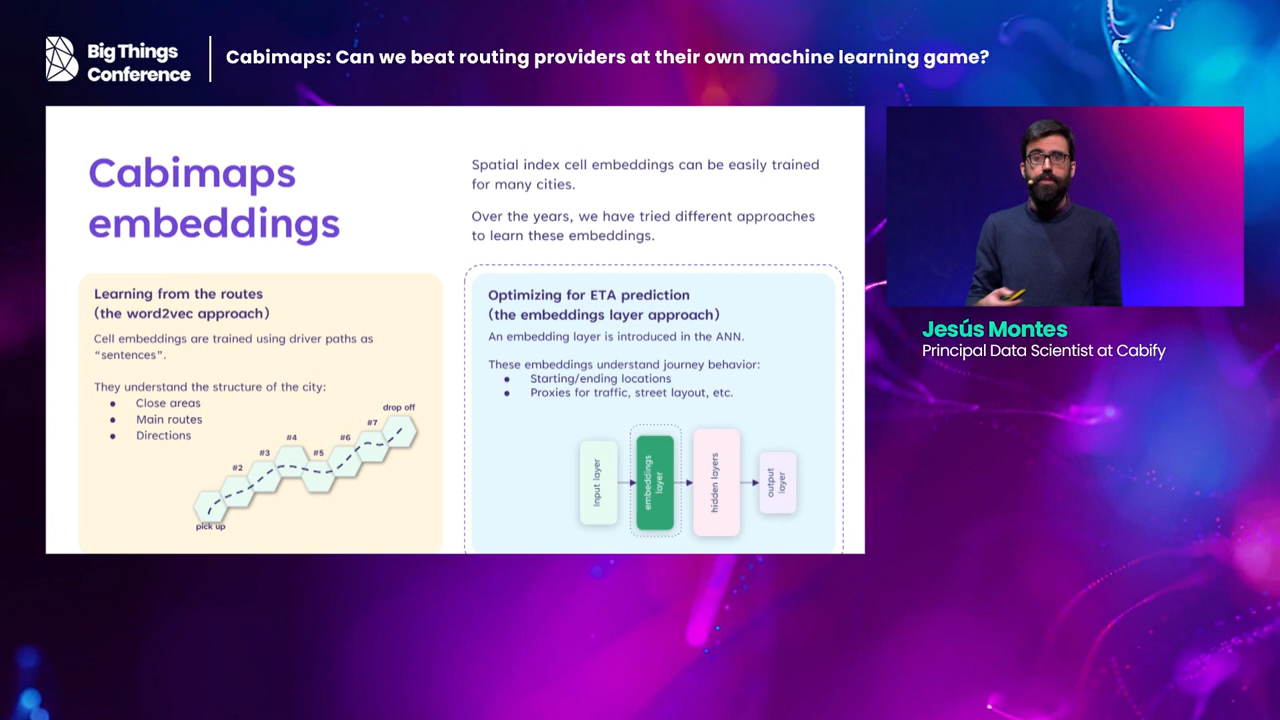 Big Things
Conference
Cabimaps: Can we beat routing providers at their own machine learning game?
Cabimaps
embeddings
Spatial index cell embeddings can be easily trained
for many cities.
Over the years, we have tried different approaches
to learn these embeddings.
Learning from the routes
(the word2vec approach)
Cell embeddings are trained using driver paths as
“sentences”.
They understand the structure of the city:
● Close areas
● Main routes
● Directions
pick up
#2
#3
#4
#5
#6
#7
drop off
Optimizing for ETA prediction
(the embeddings layer approach)
An embedding layer is introduced in the ANN.
These embeddings understand journey behavior:
● Starting/ending locations
● Proxies for traffic, street layout, etc.
Input layer
embeddings
layer
hidden layers
output
layer
Jesús Montes
Principal Data Scientist at Cabify